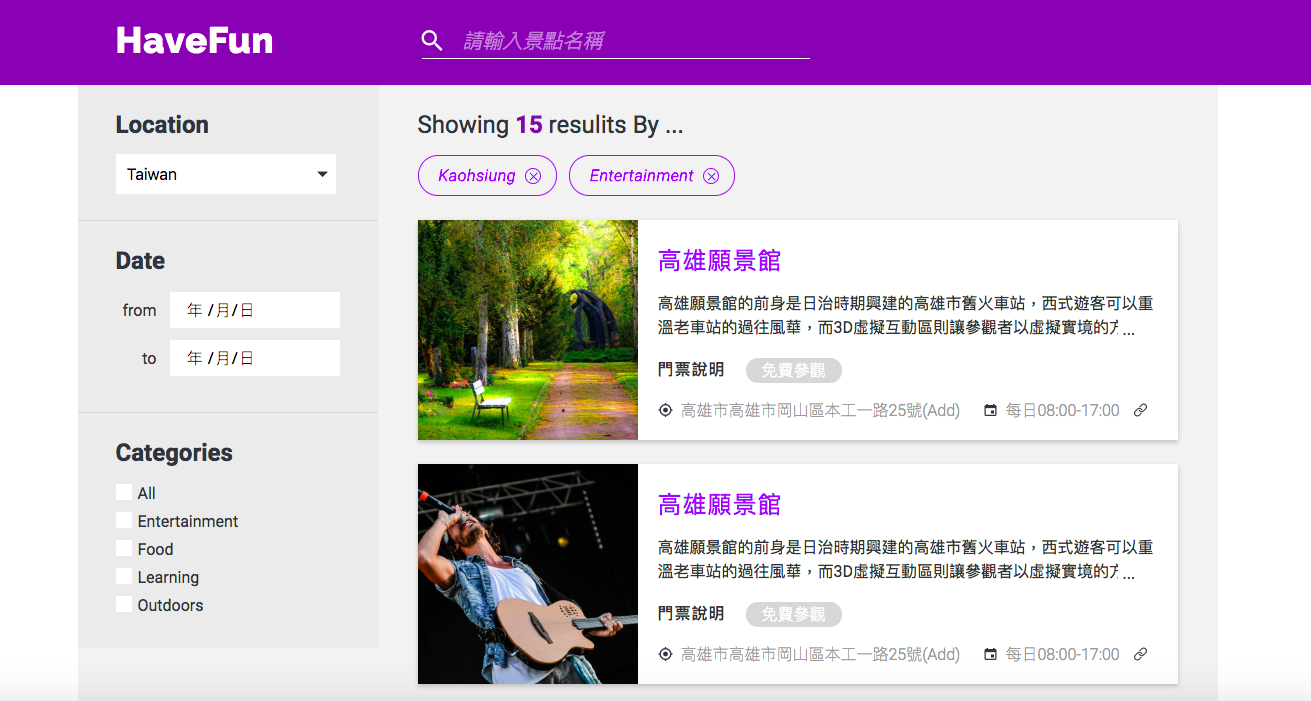 HaveFun
請輸入景點名稱
Location
Taiwan
Date
from 年 /月/日
to 年 /月/日
Categories
All
Entertainment
Food
Learning
Outdoors
Showing 15 resulits By ...
Kaohsiung
Entertainment
高雄願景館
高雄願景館的前身是日治時期興建的高雄市舊火車站，西式遊客可以重
溫老車站的過往風華，而3D虛擬互動區則讓參觀者以虛擬實境的 ...
門票說明 免費參觀
高雄市高雄市岡山區本工一路25號(Add) 每日08:00-17:00
高雄願景館
高雄願景館的前身是日治時期興建的高雄市舊火車站，西式遊客可以重
溫老車站的過往風華，而3D虛擬互動區則讓參觀者以虛擬實境的 ...
門票說明 免費參觀
高雄市高雄市岡山區本工一路25號(Add) 每日08:00-17:00